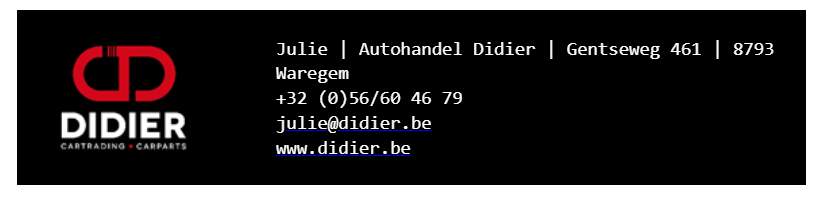 DIDIER
CARTRADING • CARPARTS
Julie | Autohandel Didier | Gentseweg 461 | 8793
Waregem
+32 (0)56/60 46 79
julie@didier.be
www.didier.be